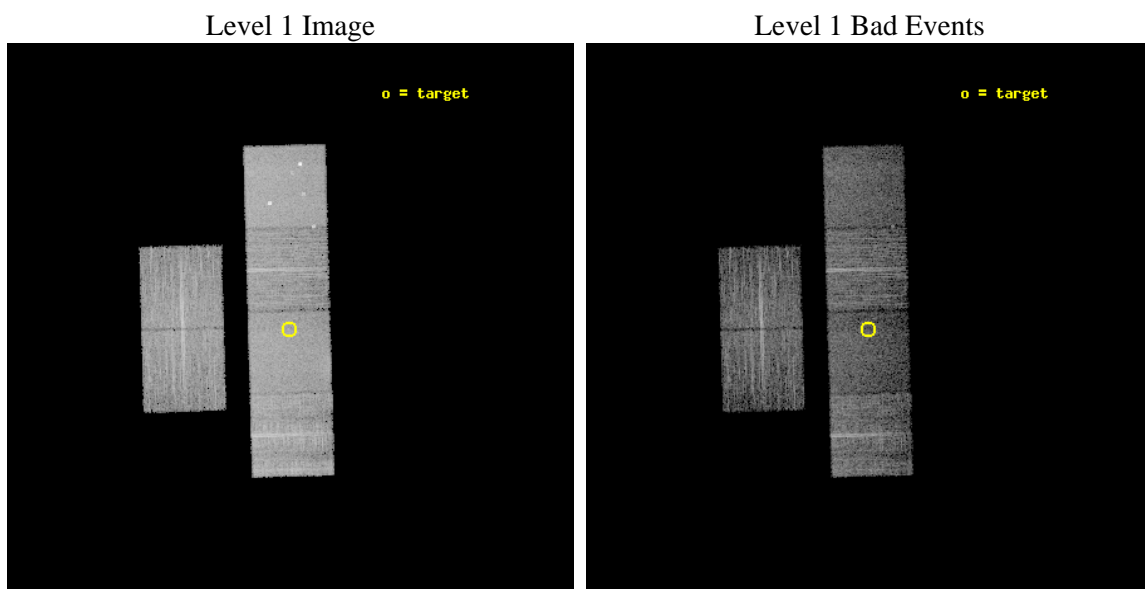 Level 1 Image
Level 1 Bad Events
o = target
o = target